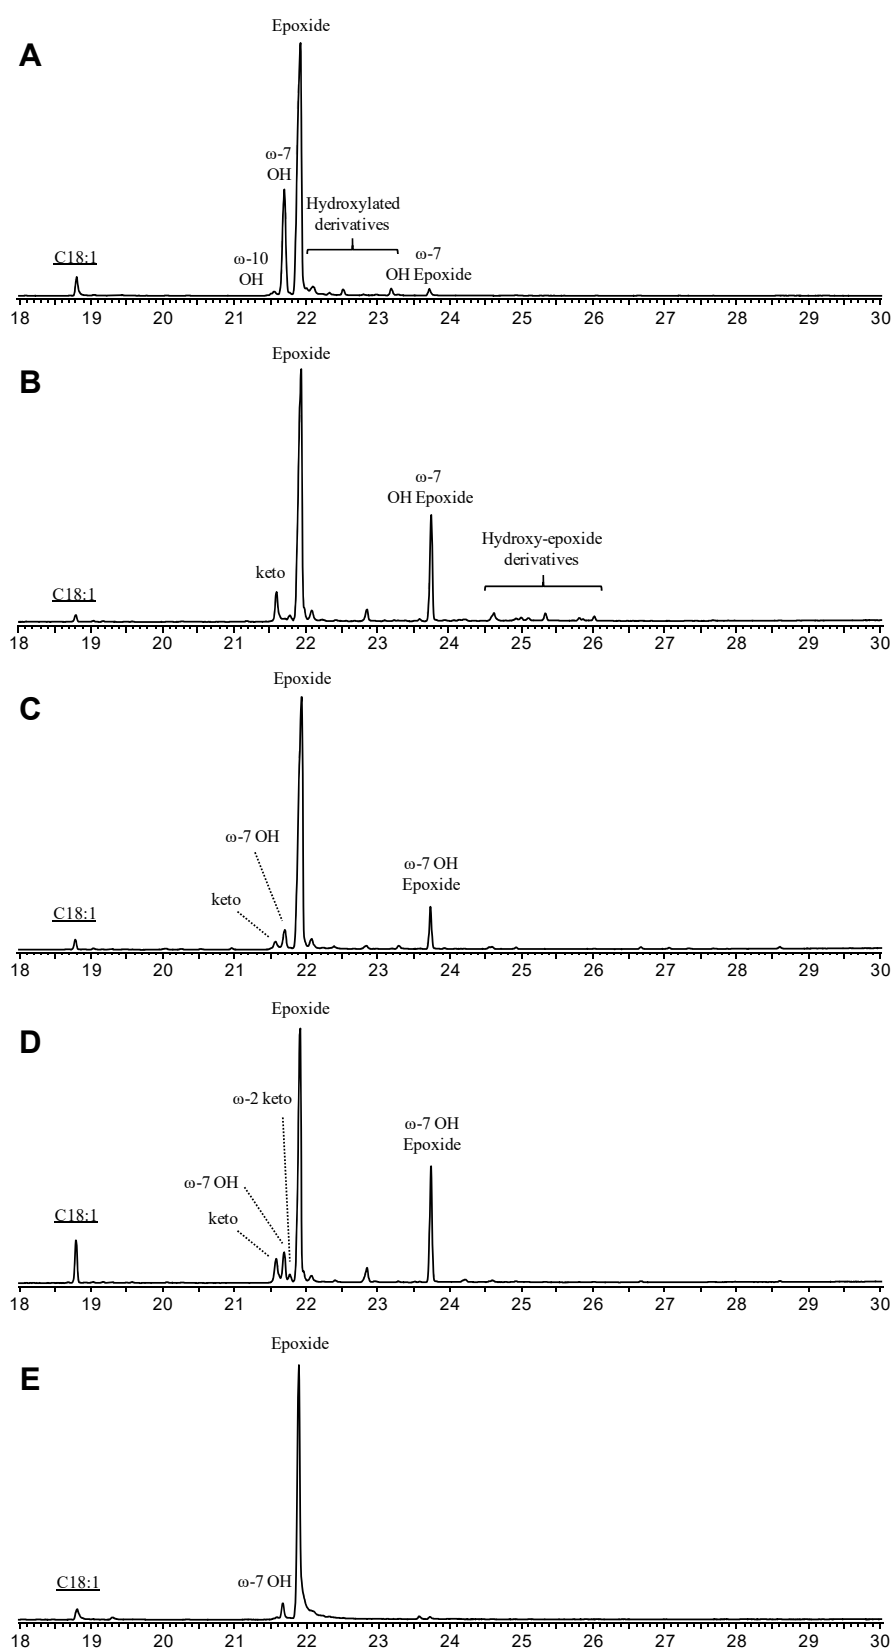 A
Epoxide
ω-7
OH
Hydroxylated
derivatives
C18:1
ω-10
OH
ω-7
OH Epoxide
18 19 20 21 22 23 24 25 26 27 28 29 30
B
Epoxide
ω-7
OH Epoxide
Hydroxy-epoxide
derivatives
keto
C18:1
18 19 20 21 22 23 24 25 26 27 28 29 30
C
Epoxide
ω-7 OH
ω-7 OH
Epoxide
keto
C18:1
18 19 20 21 22 23 24 25 26 27 28 29 30
D
Epoxide
ω-2 keto
ω-7 OH
Epoxide
ω-7 OH
keto
C18:1
18 19 20 21 22 23 24 25 26 27 28 29 30
E
Epoxide
C18:1
ω-7 OH
18 19 20 21 22 23 24 25 26 27 28 29 30